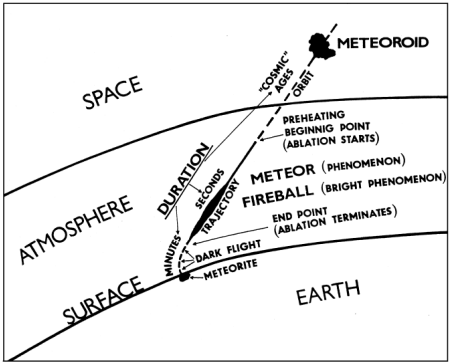 METEOROID
SPACE
"COSMIC"
AGES
ORBIT
PREHEATING
BEGINNIG POINT
(ABLATION STARTS)
DURATION
SECONDS
TRAJECTORY
METEOR (PHENOMENON)
FIREBALL (BRIGHT PHENOMENON)
ATMOSPHERE
END POINT
(ABLATION TERMINATES)
MINUTES
DARK FLIGHT
METEORITE
SURFACE
EARTH